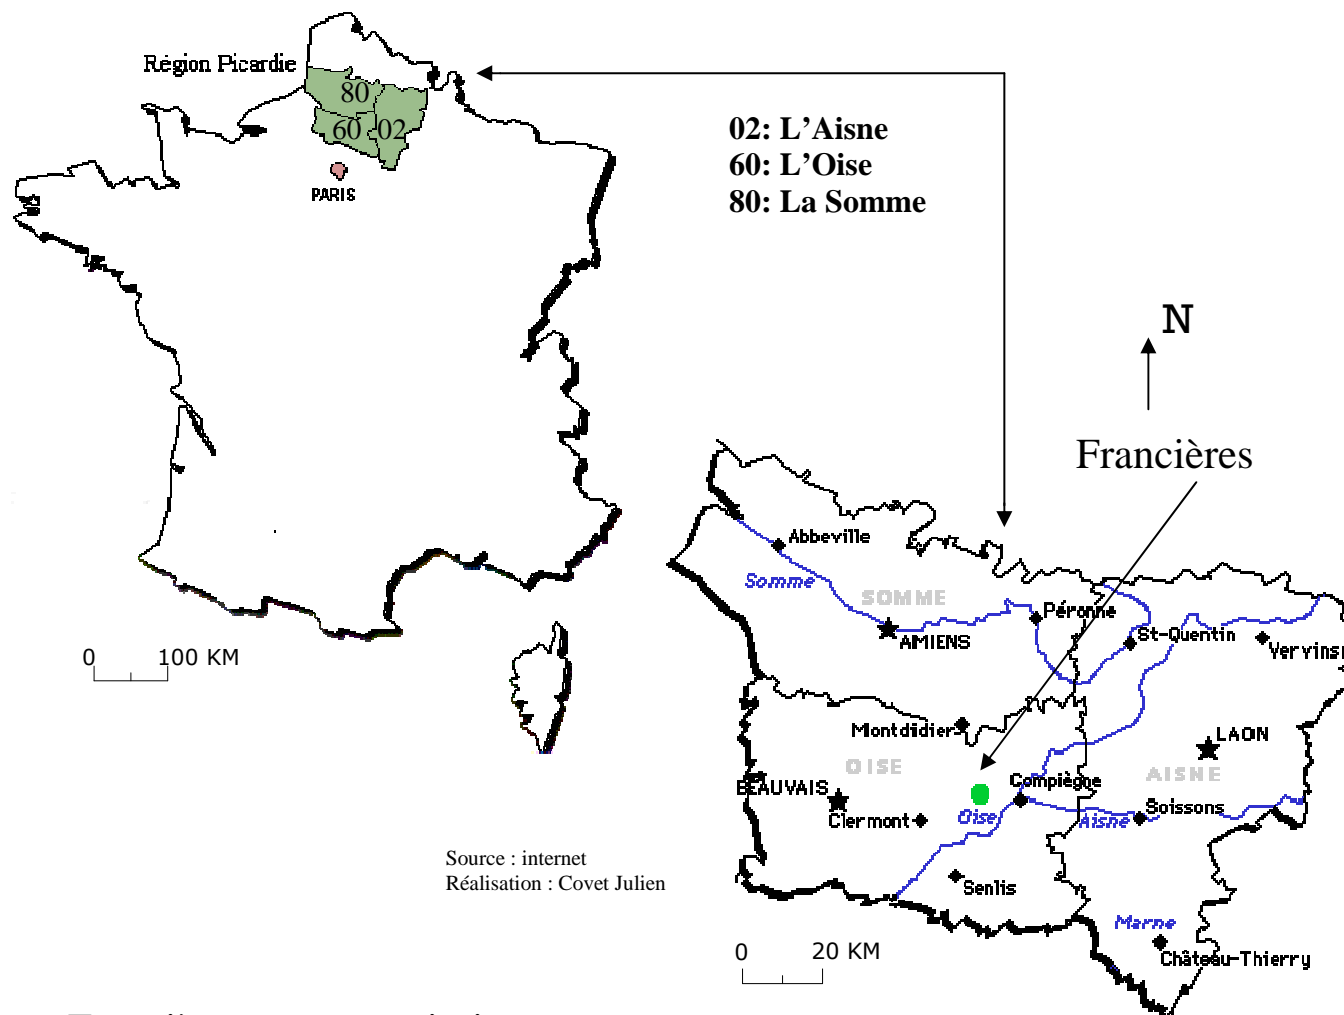 Région Picardie
80
60 02
PARIS
02: L'Aisne
60: L'Oise
80: La Somme
N
Francières
Abbeville
Somme
SOMME
Péronne
AMIENS
St-Quentin
Vervins
Montdidier
LAON
OISE
AISNE
Compiègne
BEAUVAIS
Clermont
Oise
Aisne
Soissons
Senlis
Marne
Château-Thierry
0 100 KM
Source : internet
Réalisation : Covet Julien
0 20 KM